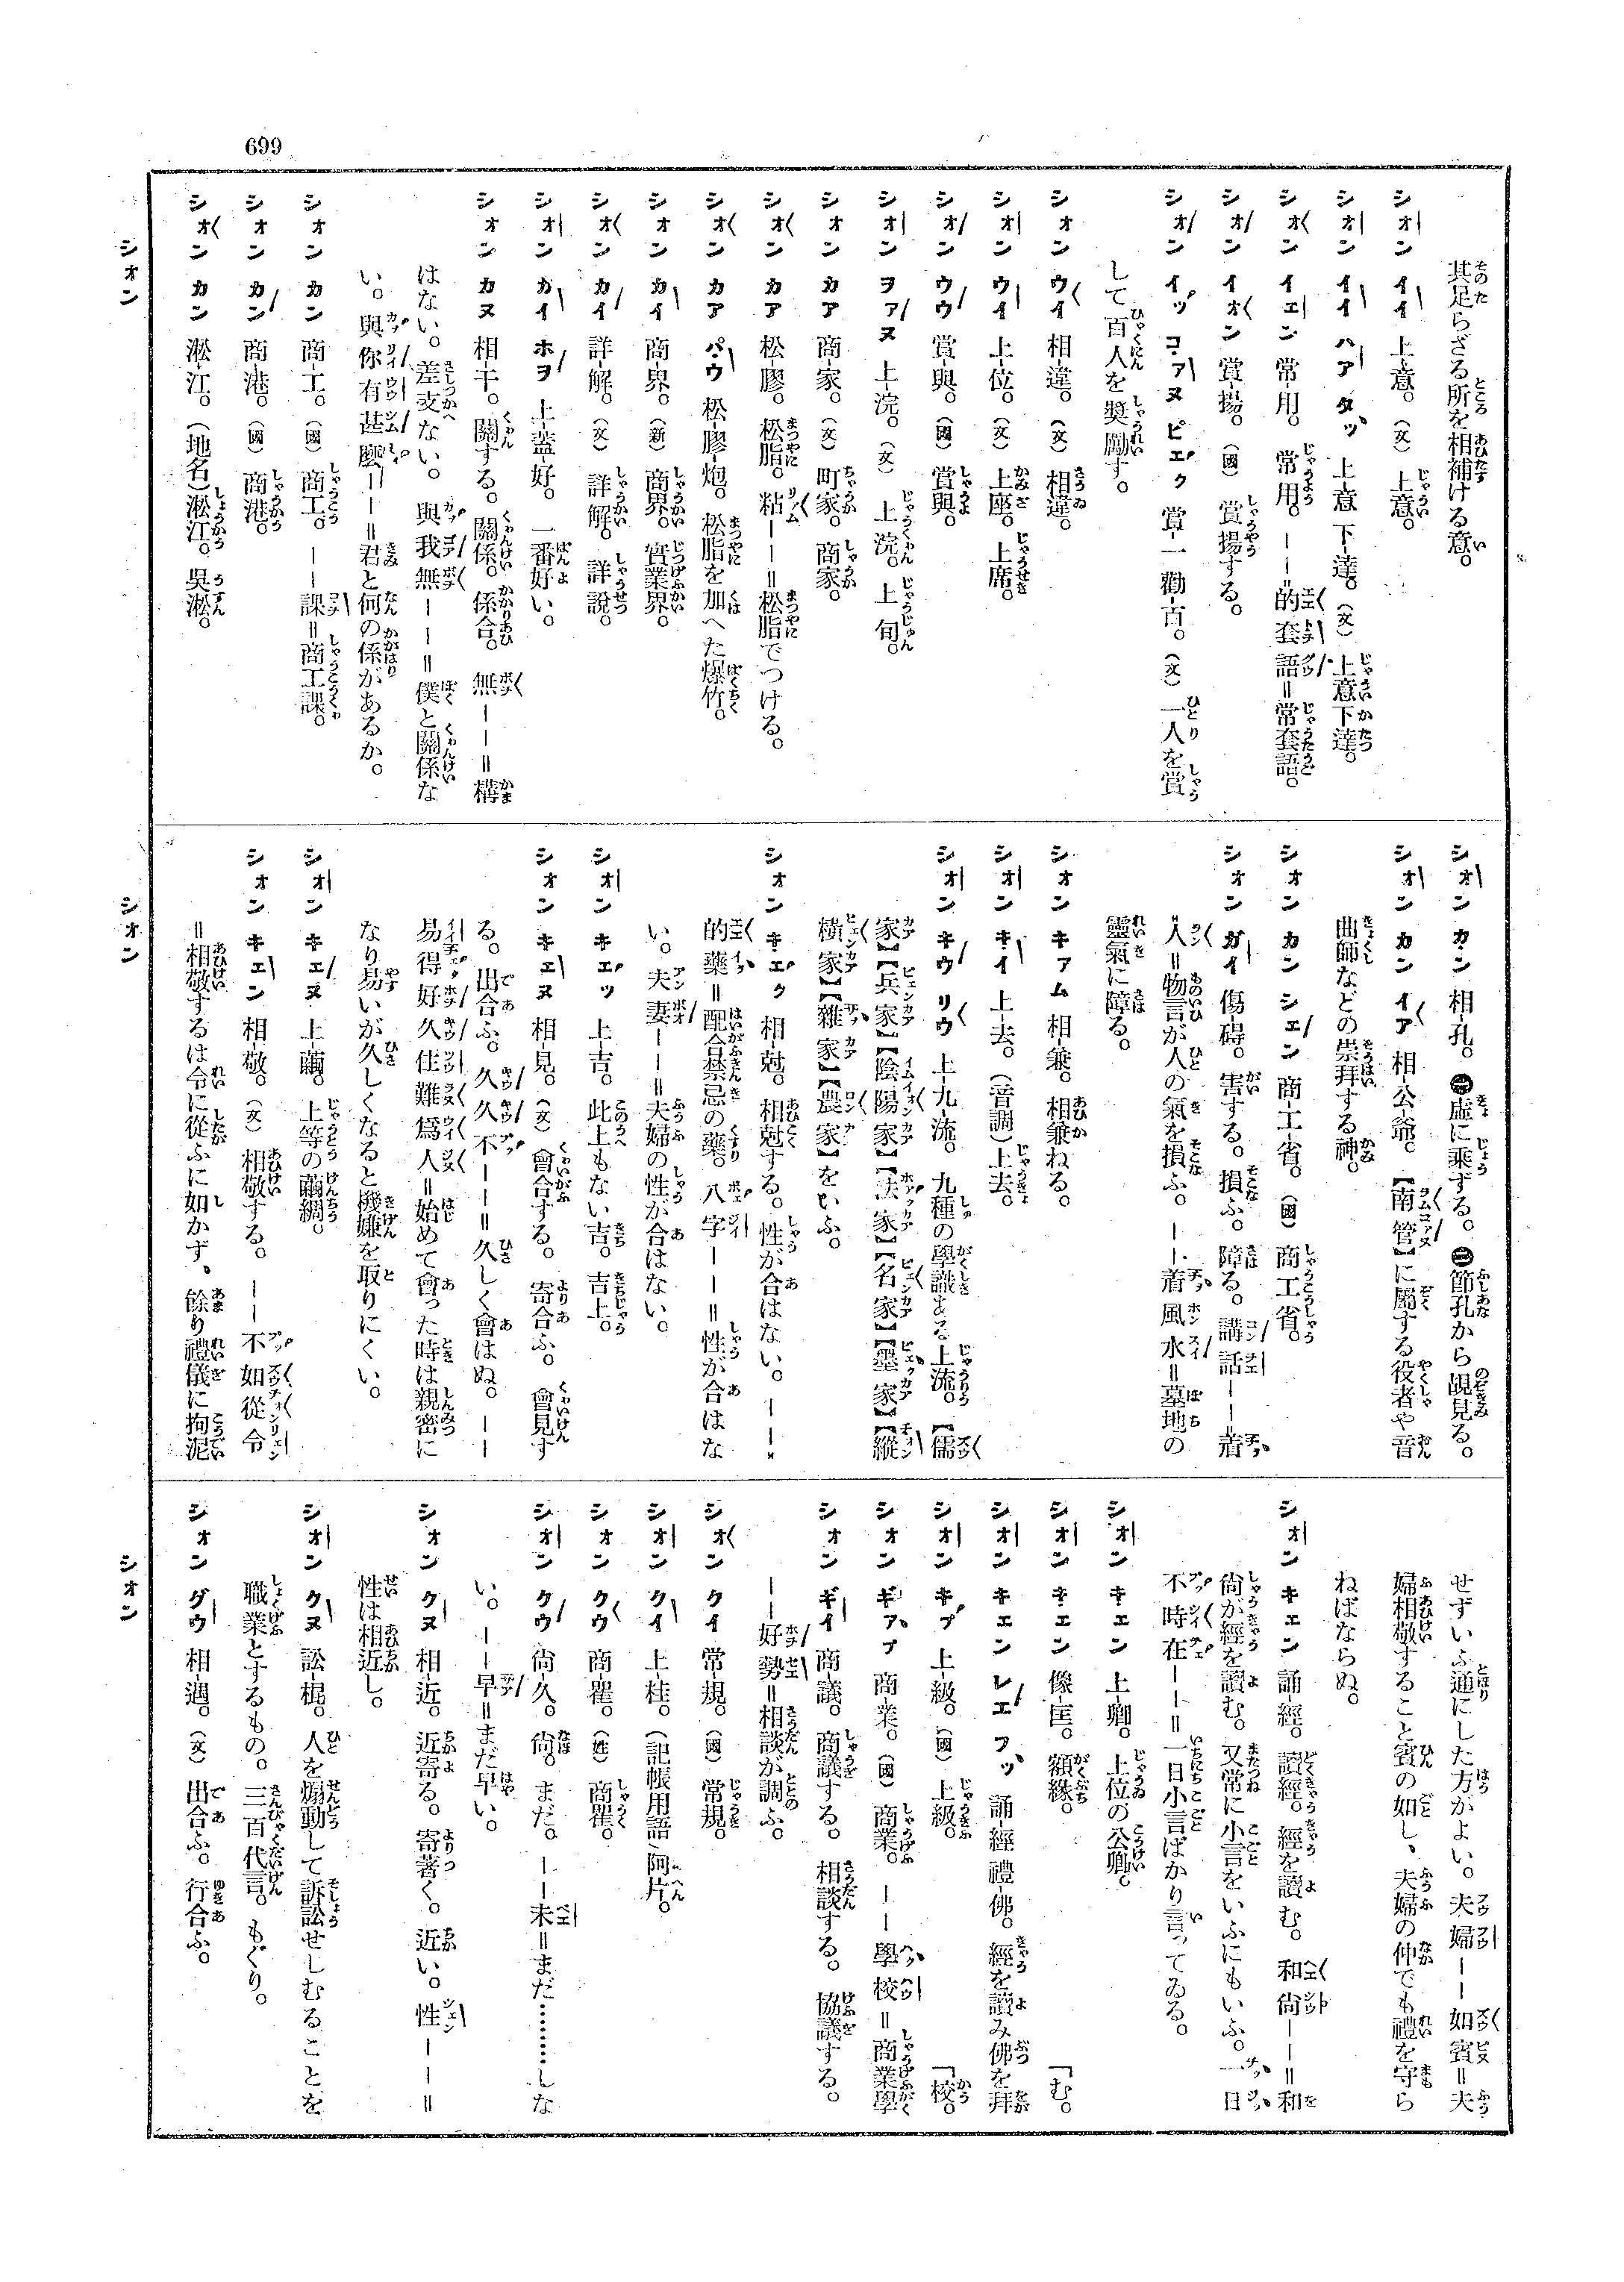 699
其足らざる所を相補ける意。
シオン イイ 上-意。(文) 上意。
シオン イイ ハア タッ 上-意 下-達。(文) 上意下達。
シオン イェン 常-用。 常用。――=的套語=常套語。
シオン イオン 賞-揚。(國) 賞揚する。
シオン イッ コァヌ ピェク 賞-一 勸-百。(文) 一人を賞
して百人を奬勵す。
シオン ウイ 相-違。(文) 相違。
シオン ウイ 上-位。(文) 上座。上席。
シオン ウウ 賞-與。(國) 賞與。
シオン ヲァヌ 上-浣。(文) 上浣。上旬。
シオン カア 商-家。(文) 町家。商家。
シオン カア 松-膠。松脂。粘――=松脂でつける。
シオン カア パウ 松-膠-炮。松脂を加へた爆竹。
シオン カイ 商-界。(新) 商界。實業界。
シオン カイ 詳-解。(文) 詳解。詳說。
シオン カイ ホヲ 上-蓋-好。一番好い。
シオン カヌ 相-干。關する。關係。係合。無――=構
はない。差支ない。與我無――=僕と關係な
い。與你有甚麼――=君と何の係があるか。
シオン カン 商-工。(國) 商工。――課=商工課。
シオン カン 商-港。(國) 商港。
シオン カン 淞-江。(地名)淞江。吳淞。
シオン
シオン カン 相-孔。㊀虛に乘ずる。㊁節孔から覗見る。
シオン カン イア 相-公-爺。【南管】に屬する役者や音
曲師などの崇拜する神。
シオン カン シェン 商-工-省。(國) 商工省。
シオン ガイ 傷-碍。害する。損ふ。障る。講話――着
人=物言が人の氣を損ふ。――着風水=墓地の
靈氣に障る。
シオン キアム 相-兼。相兼ねる。
シオン キイ 上-去。(音調)上去。
シオン キウ リウ 上-九-流。九種の學識ある上流。【儒
家】【兵家】【陰陽家】【法家】【名家】【墨家】【縱
橫家】【雜家】【農家】をいふ。
シオン キェク 相-尅。相尅する。性が合はない。――
的藥=配合禁忌の藥。八字――=性が合はな
い。夫妻――=夫婦の性が合はない。
シオン キェッ 上-吉。此上もない吉。吉上。
シオン キェヌ 相-見。(文) 會合する。寄合ふ。會見す
る。出合ふ。久久不――=久しく會はぬ。――
易得好久住難爲人=始めて會った時は親密に
なり易いが久しくなると機嫌を取りにくい。
シオン キェヌ 上-繭。上等の繭綢。
シオン キェン 相-敬。(文) 相敬する。――不如從令
=相敬するは令に從ふに如かず、餘り禮儀に拘泥
シオン
せずいふ通にした方がよい。夫婦――如賓=夫
婦相敬すること賓の如し、夫婦の仲でも禮を守ら
ねばならぬ。
シオン キェン 誦-經。讀經。經を讀む。和尙――=和
尙が經を讀む。又常に小言をいふにもいふ。一日
不時在――=一日小言ばかり言ってゐる。
シオン キェン 上-卿。上位の公卿。
シオン キェン 像-匡。額緣。
「む。
シオン キェン レェ フッ 誦-經 禮-佛。經を讀み佛を拜
シオン キプ 上-級。(國) 上級。
「校。
シオン ギアプ 商-業。(國) 商業。――學校=商業學
シオン ギイ 商-議。商議する。相談する。協議する。
――好勢=相談が調ふ。
シオン クイ 常-規。(國) 常規。
シオン クイ 上-桂。(記帳用語)阿片。
シオン クウ 商-瞿。(姓) 商瞿。
シオン クウ 尙-久。尙。まだ。――未=まだ………しな
い。――早=まだ早い。
シオン クヌ 相-近。近寄る。寄著く。近い。性――=
性は相近し。
シオン クヌ 訟-棍。人を煽動して訴訟せしむることを
職業とするもの。三百代言。もぐり。
シオン グウ 相-遇。(文) 出合ふ。行合ふ。
シオン